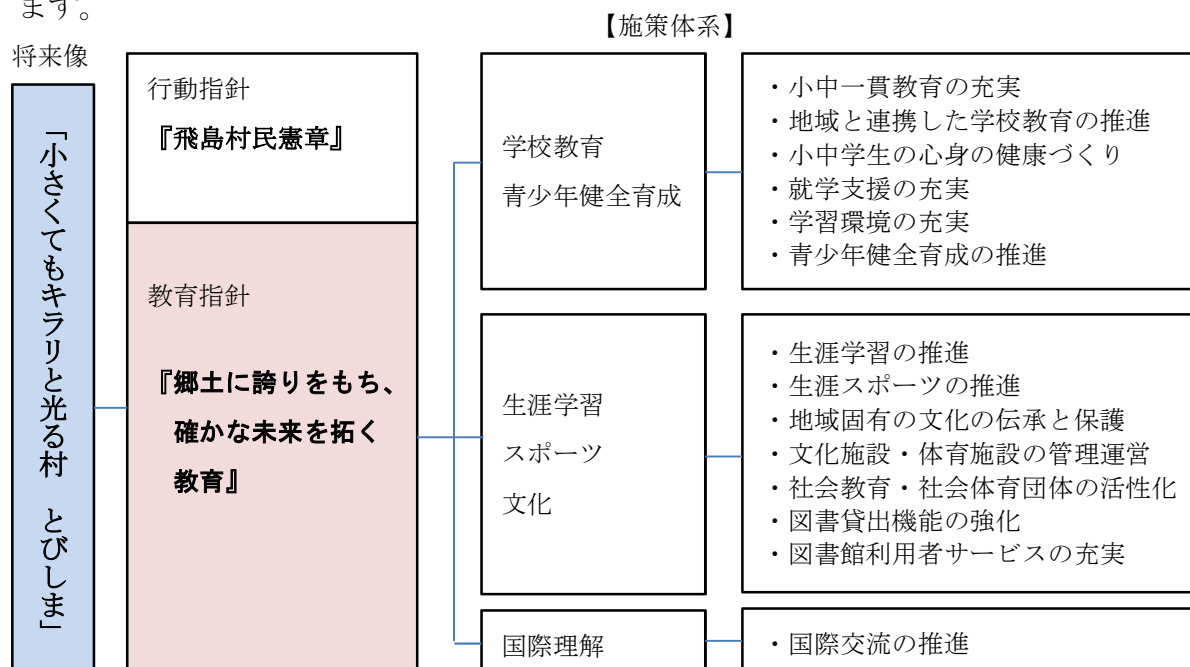 ます。
【施策体系】
将来像
「小さくてもキラリと光る村　とびしま」
行動指針
『飛島村民憲章』
教育指針
『郷土に誇りをもち、
確かな未来を拓く
教育』
学校教育
青少年健全育成
・小中一貫教育の充実
・地域と連携した学校教育の推進
・小中学生の心身の健康づくり
・就学支援の充実
・学習環境の充実
・青少年健全育成の推進
生涯学習
スポーツ
文化
・生涯学習の推進
・生涯スポーツの推進
・地域固有の文化の伝承と保護
・文化施設・体育施設の管理運営
・社会教育・社会体育団体の活性化
・図書貸出機能の強化
・図書館利用者サービスの充実
国際理解
・国際交流の推進